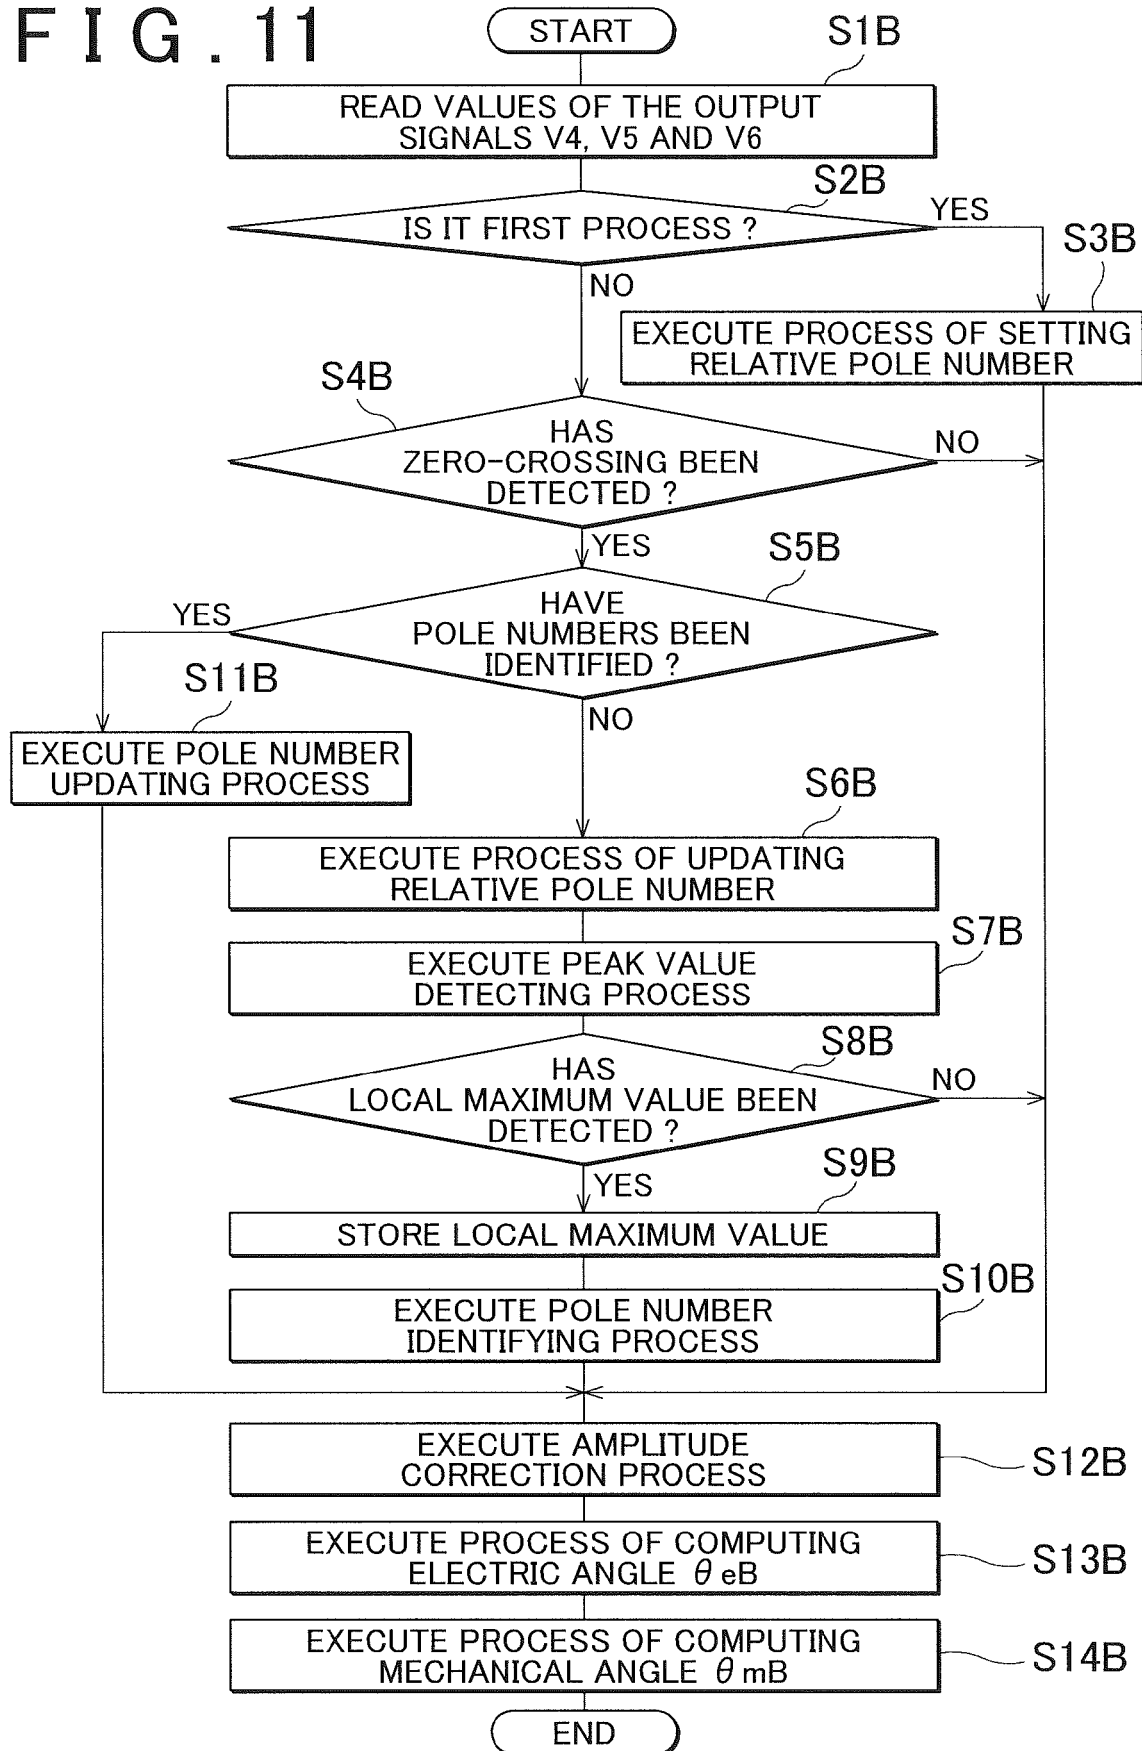 FIG. 11
START
S1B
READ VALUES OF THE OUTPUT
SIGNALS V4, V5 AND V6
S2B
IS IT FIRST PROCESS ?
YES
NO
S3B
EXECUTE PROCESS OF SETTING
RELATIVE POLE NUMBER
S4B
HAS
ZERO-CROSSING BEEN
DETECTED ?
NO
YES
S5B
HAVE
POLE NUMBERS BEEN
IDENTIFIED ?
YES
NO
S11B
EXECUTE POLE NUMBER
UPDATING PROCESS
S6B
EXECUTE PROCESS OF UPDATING
RELATIVE POLE NUMBER
S7B
EXECUTE PEAK VALUE
DETECTING PROCESS
S8B
HAS
LOCAL MAXIMUM VALUE BEEN
DETECTED ?
NO
YES
S9B
STORE LOCAL MAXIMUM VALUE
S10B
EXECUTE POLE NUMBER
IDENTIFYING PROCESS
EXECUTE AMPLITUDE
CORRECTION PROCESS
S12B
EXECUTE PROCESS OF COMPUTING
ELECTRIC ANGLE θeB
S13B
EXECUTE PROCESS OF COMPUTING
MECHANICAL ANGLE θmB
S14B
END